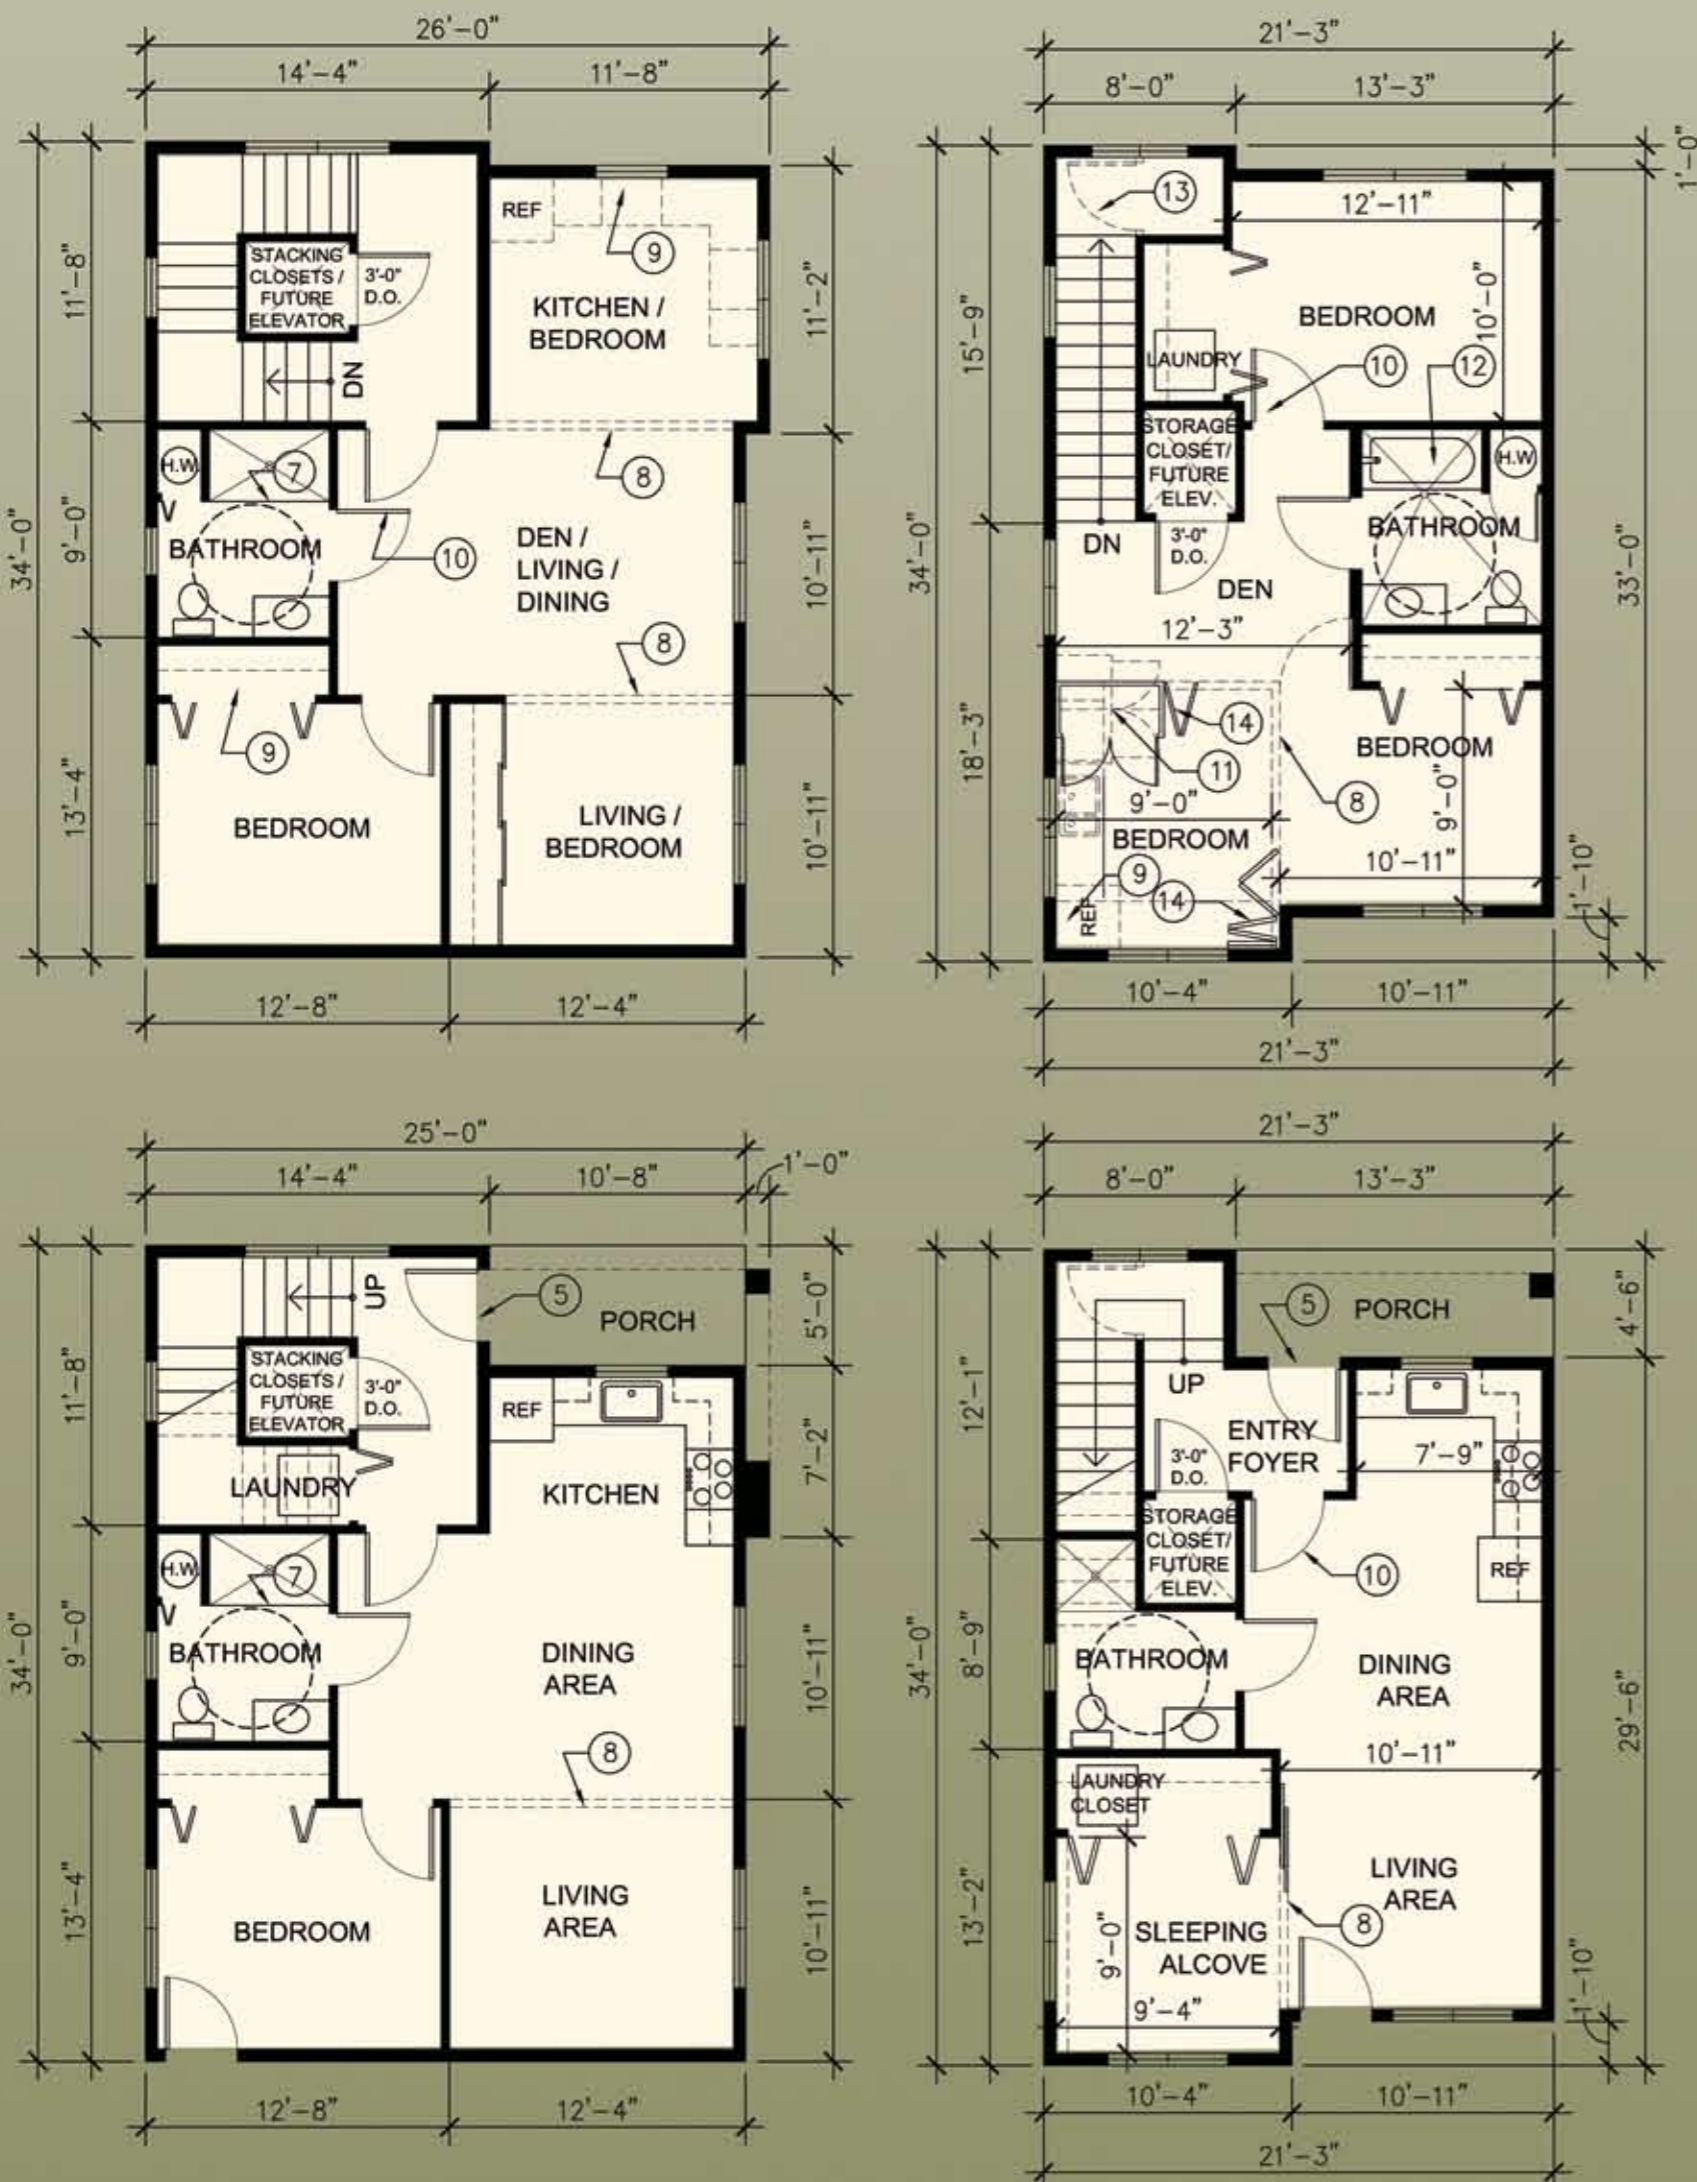 26'-0"
14'-4"
11'-8"
34'-0"
11'-8"
9'-0"
13'-4"
STACKING
CLOSETS /
FUTURE
ELEVATOR
3'-0"
D.O.
DN
REF
9
KITCHEN /
BEDROOM
11'-2"
H.W
7
8
BATHROOM
10
DEN /
LIVING /
DINING
10'-11"
8
9
BEDROOM
LIVING /
BEDROOM
10'-11"
12'-8"
12'-4"
21'-3"
8'-0"
13'-3"
1'-0"
34'-0"
15'-9"
18'-3"
13
12'-11"
10'-0"
BEDROOM
LAUNDRY
10
12
STORAGE
CLOSET/
FUTURE
ELEV.
H.W
BATHROOM
DN
3'-0"
D.O.
DEN
33'-0"
12'-3"
14
11
BEDROOM
9'-0"
8
9'-0"
BEDROOM
10'-11"
9
14
REF
1'-10"
10'-4"
10'-11"
21'-3"
25'-0"
14'-4"
10'-8"
1'-0"
34'-0"
11'-8"
9'-0"
13'-4"
UP
5
PORCH
5'-0"
STACKING
CLOSETS /
FUTURE
ELEVATOR
3'-0"
D.O.
REF
LAUNDRY
KITCHEN
7'-2"
H.W
7
BATHROOM
DINING
AREA
10'-11"
8
BEDROOM
LIVING
AREA
10'-11"
12'-8"
12'-4"
21'-3"
8'-0"
13'-3"
34'-0"
12'-1"
8'-9"
13'-2"
5
PORCH
4'-6"
UP
ENTRY
FOYER
3'-0"
D.O.
7'-9"
STORAGE
CLOSET/
FUTURE
ELEV.
10
REF
BATHROOM
DINING
AREA
29'-6"
10'-11"
LAUNDRY
CLOSET
LIVING
AREA
8
9'-0"
SLEEPING
ALCOVE
9'-4"
1'-10"
10'-4"
10'-11"
21'-3"